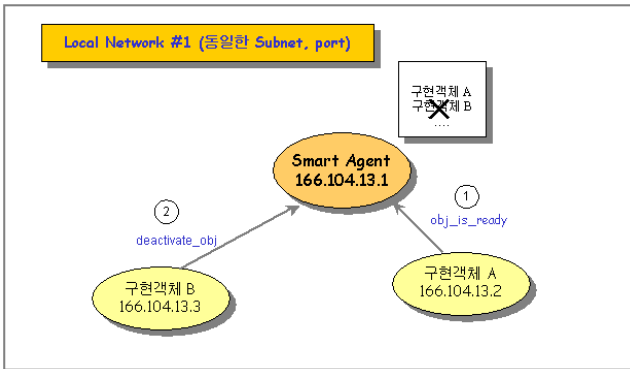 Local Network #1 (동일한 Subnet, port)
구현객체 A
구현객체 B
....
Smart Agent
166.104.13.1
2
deactivate_obj
1
obj_is_ready
구현객체 B
166.104.13.3
구현객체 A
166.104.13.2